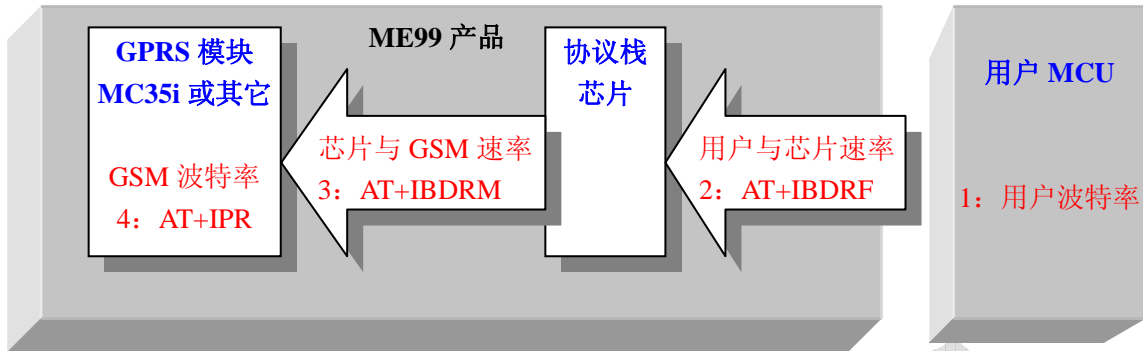 ME99 产品
GPRS 模块
MC35i 或其它
GSM 波特率
4：AT+IPR
芯片与 GSM 速率
3：AT+IBDRM
协议栈
芯片
用户与芯片速率
2：AT+IBDRF
用户 MCU
1：用户波特率